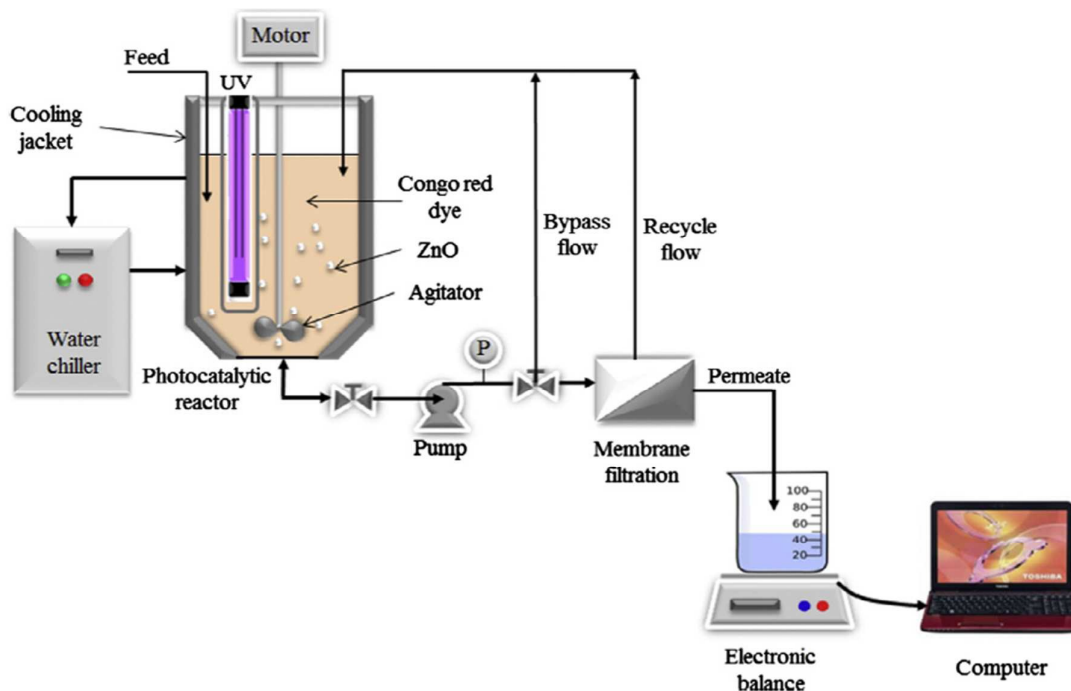 Motor
Feed
UV
Cooling
jacket
Congo red
dye
ZnO
Agitator
Bypass
flow
Recycle
flow
Water
chiller
Photocatalytic
reactor
P
Pump
Permeate
Membrane
filtration
100
80
60
40
20
TOSHIBA
Electronic
balance
Computer